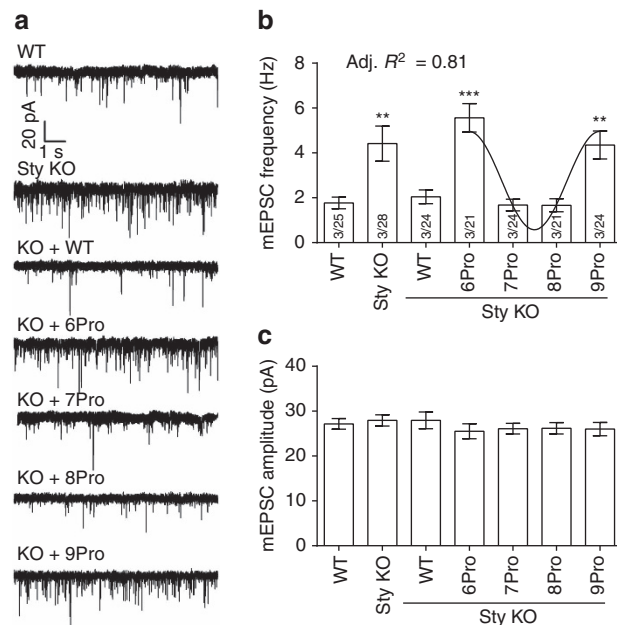 a
WT
20 pA
1 s
Sty KO
KO + WT
KO + 6Pro
KO + 7Pro
KO + 8Pro
KO + 9Pro
b
Adj. R² = 0.81
mEPSC frequency (Hz)
8
6
4
2
0
3/25
3/28
3/24
3/21
3/24
3/21
3/24
**
***
**
WT
Sty KO
WT
6Pro
7Pro
8Pro
9Pro
Sty KO
c
mEPSC amplitude (pA)
40
30
20
10
0
WT
Sty KO
WT
6Pro
7Pro
8Pro
9Pro
Sty KO